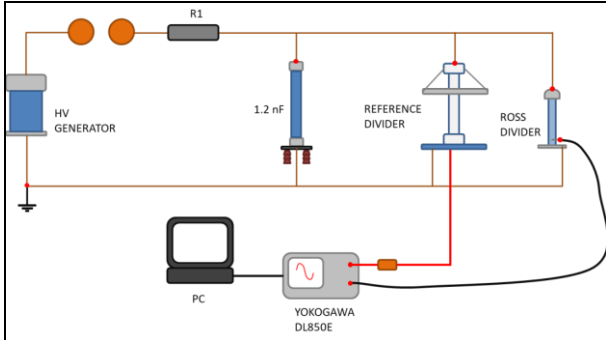 R1
HV
GENERATOR
1.2 nF
REFERENCE
DIVIDER
ROSS
DIVIDER
PC
YOKOGAWA
DL850E